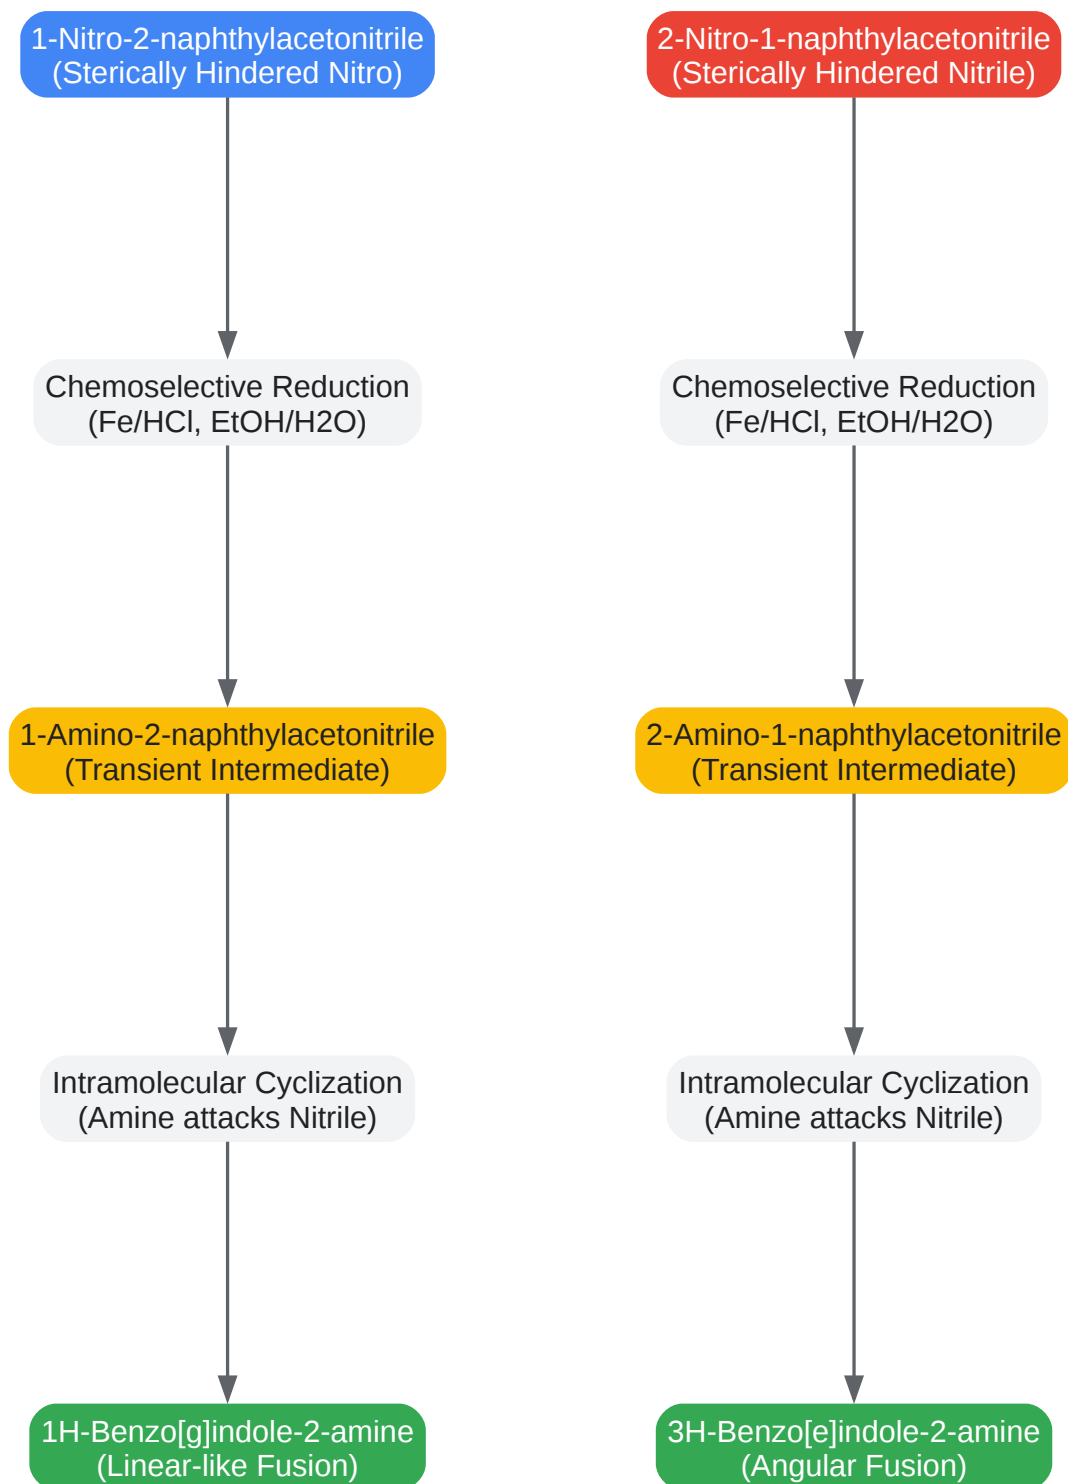 1-Nitro-2-naphthylacetonitrile
(Sterically Hindered Nitro)
2-Nitro-1-naphthylacetonitrile
(Sterically Hindered Nitrile)
Chemoselective Reduction
(Fe/HCl, EtOH/H2O)
Chemoselective Reduction
(Fe/HCl, EtOH/H2O)
1-Amino-2-naphthylacetonitrile
(Transient Intermediate)
2-Amino-1-naphthylacetonitrile
(Transient Intermediate)
Intramolecular Cyclization
(Amine attacks Nitrile)
Intramolecular Cyclization
(Amine attacks Nitrile)
1H-Benzo[g]indole-2-amine
(Linear-like Fusion)
3H-Benzo[e]indole-2-amine
(Angular Fusion)